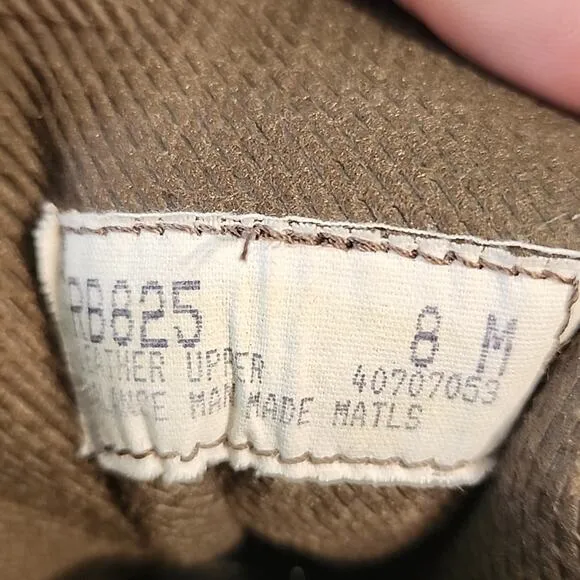 RB825 8 M
LEATHER UPPER 40707053
MAN MADE MATLS